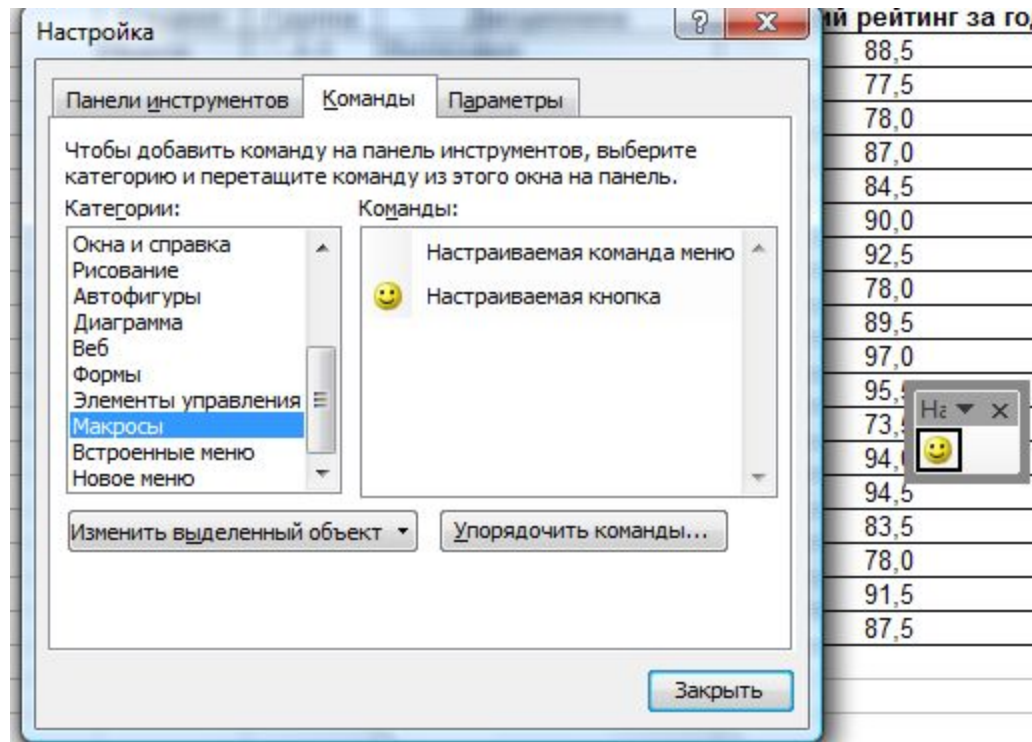 Настройка
Панели инструментов
Команды
Параметры
Чтобы добавить команду на панель инструментов, выберите
категорию и перетащите команду из этого окна на панель.
Категории:
Команды:
Окна и справка
Рисование
Автофигуры
Диаграмма
Веб
Формы
Элементы управления
Макросы
Встроенные меню
Новое меню
Настраиваемая команда меню
Настраиваемая кнопка
Изменить выделенный объект
Упорядочить команды...
Закрыть
рейтинг за
88,5
77,5
78,0
87,0
84,5
90,0
92,5
78,0
89,5
97,0
94,5
83,5
78,0
91,5
87,5